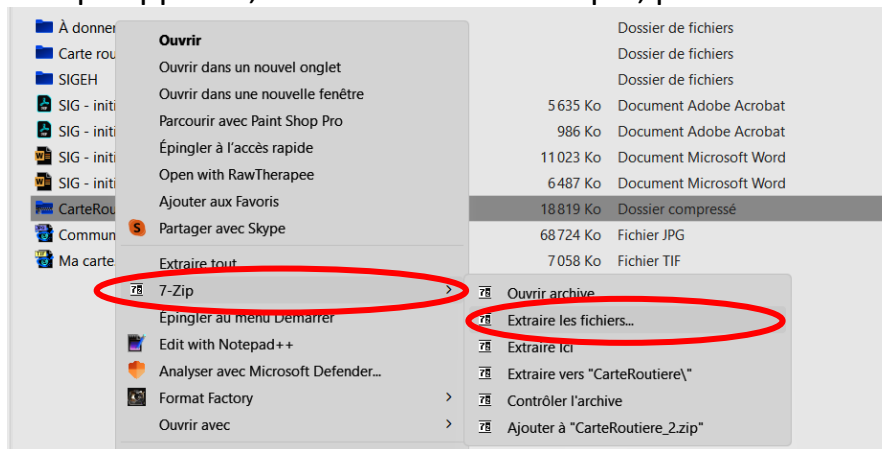 À donner
Dossier de fichiers
Carte rou
Dossier de fichiers
SIGEH
Dossier de fichiers
SIG - initi
5 635 Ko Document Adobe Acrobat
SIG - initi
986 Ko Document Adobe Acrobat
SIG - initi
11 023 Ko Document Microsoft Word
SIG - initi
6 487 Ko Document Microsoft Word
CarteRou
18 819 Ko Dossier compressé
Commun
68 724 Ko Fichier JPG
Ma carte
7 058 Ko Fichier TIF
Ouvrir
Ouvrir dans un nouvel onglet
Ouvrir dans une nouvelle fenêtre
Parcourir avec Paint Shop Pro
Épingler à l'accès rapide
Open with RawTherapee
Ajouter aux Favoris
Partager avec Skype
Extraire tout
7-Zip
Épingler au menu Démarrer
Edit with Notepad++
Analyser avec Microsoft Defender...
Format Factory
Ouvrir avec
Ouvrir archive
Extraire les fichiers...
Extraire Ici
Extraire vers "CarteRoutiere\"
Contrôler l'archive
Ajouter à "CarteRoutiere_2.zip"